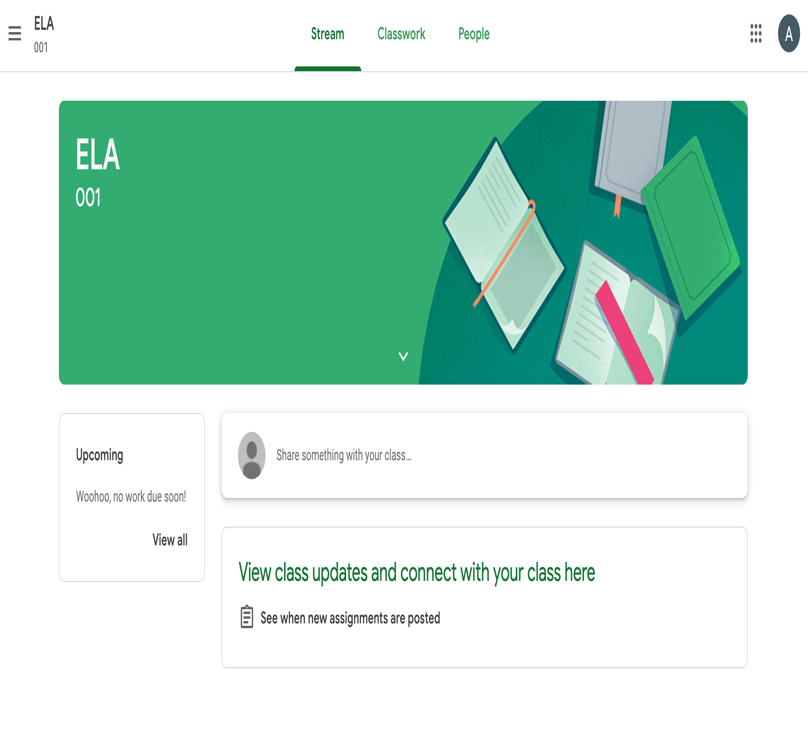 ELA
001
Stream
Classwork
People
A
ELA
001
Upcoming
Woohoo, no work due soon!
View all
Share something with your class...
View class updates and connect with your class here
See when new assignments are posted